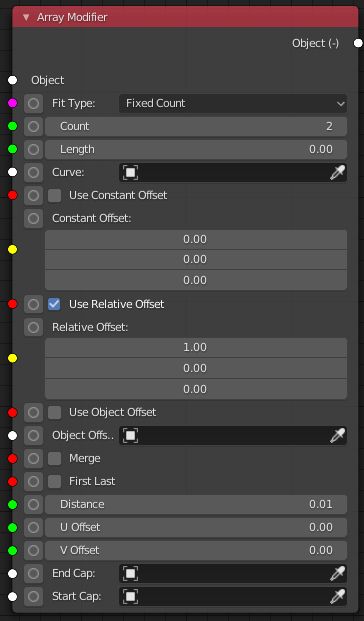 Array Modifier
Object (-)
Object
Fit Type: Fixed Count
Count 2
Length 0.00
Curve:
Use Constant Offset
Constant Offset:
0.00
0.00
0.00
Use Relative Offset
Relative Offset:
1.00
0.00
0.00
Use Object Offset
Object Offs..
Merge
First Last
Distance 0.01
U Offset 0.00
V Offset 0.00
End Cap:
Start Cap: